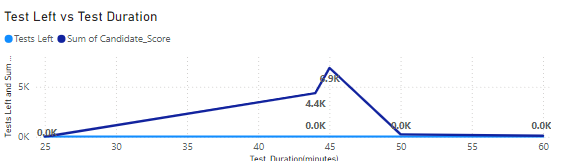 Test Left vs Test Duration
Tests Left Sum of Candidate_Score
Tests Left and Sum ...
5K
0K
0.0K
4.4K
0.0K
6.9K
0.0K
0.0K
25 30 35 40 45 50 55 60
Test_Duration(minutes)